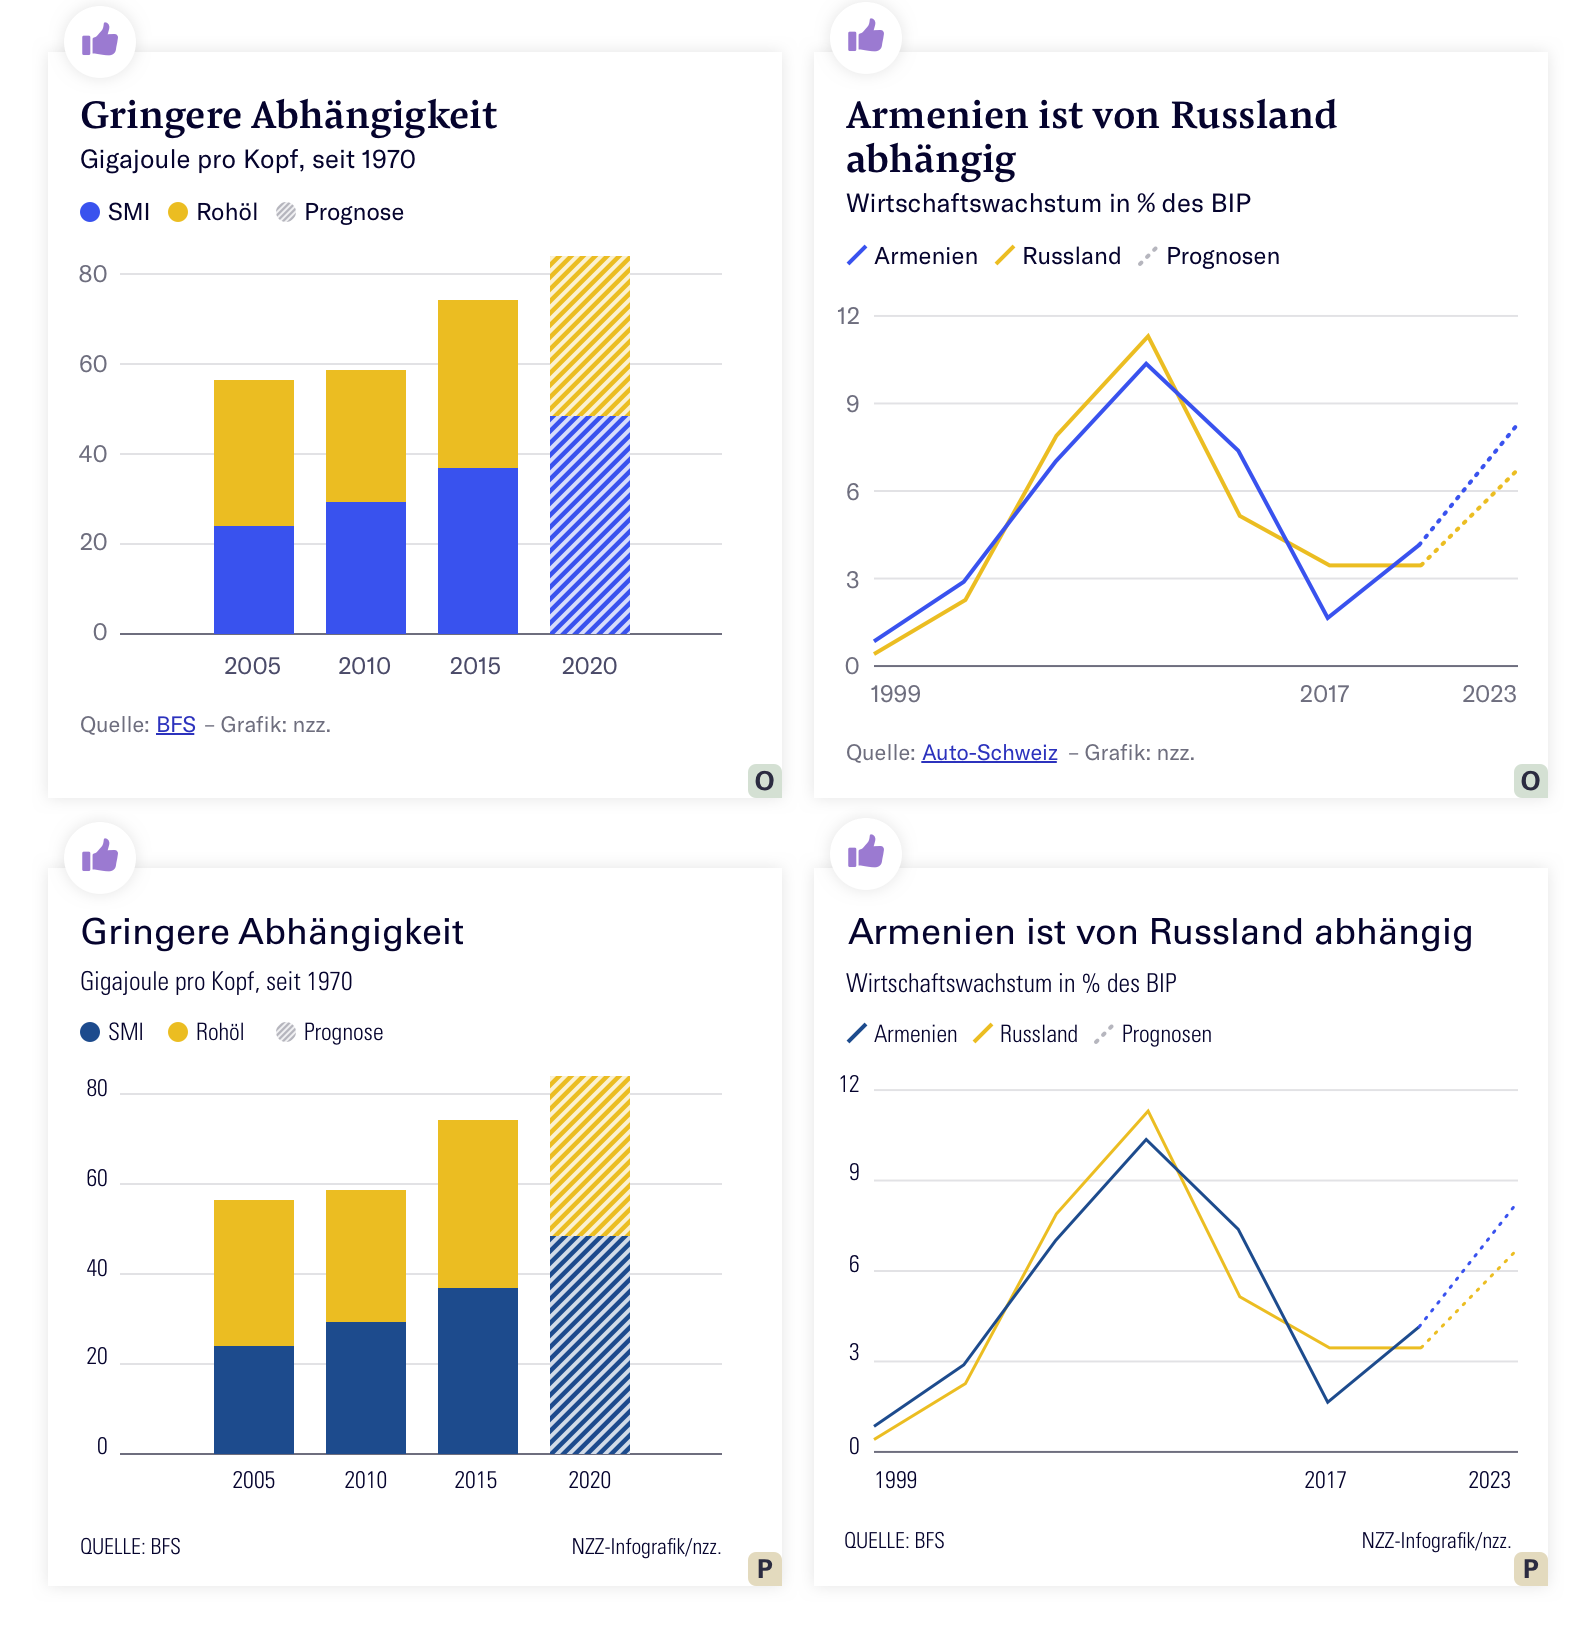 Gringere Abhängigkeit
Gigajoule pro Kopf, seit 1970
SMI Rohöl Prognose
80
60
40
20
0
2005 2010 2015 2020
Quelle: BFS – Grafik: nzz.
O
Armenien ist von Russland
abhängig
Wirtschaftswachstum in % des BIP
Armenien Russland Prognosen
12
9
6
3
0
1999 2017 2023
Quelle: Auto-Schweiz – Grafik: nzz.
O
Gringere Abhängigkeit
Gigajoule pro Kopf, seit 1970
SMI Rohöl Prognose
80
60
40
20
0
2005 2010 2015 2020
QUELLE: BFS NZZ-Infografik/nzz.
P
Armenien ist von Russland abhängig
Wirtschaftswachstum in % des BIP
Armenien Russland Prognosen
12
9
6
3
0
1999 2017 2023
QUELLE: BFS NZZ-Infografik/nzz.
P